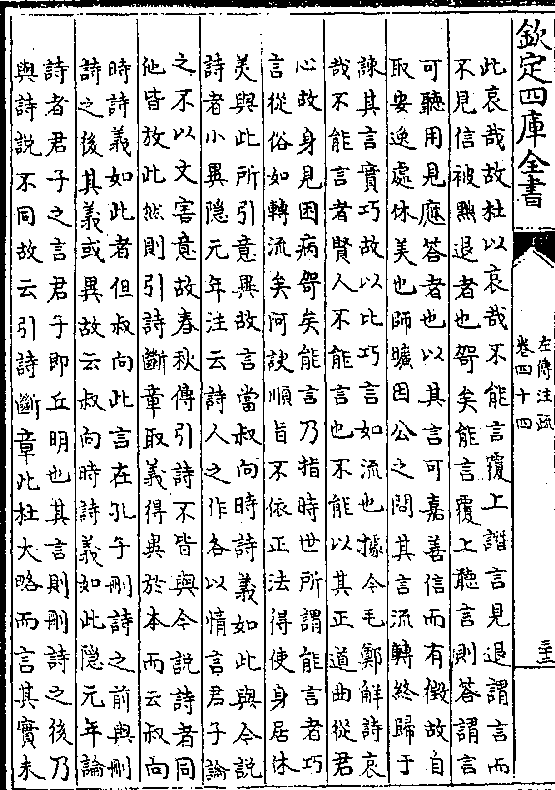 欽定四庫全書
左傳注疏
卷四十四
三
此哀哉故杜以哀哉不能言覆上譖言見退謂言而
不見信被黜退者也哿矣能言覆上聽言則答謂言
可聽用見應答者也以其言可嘉善信而有徵故自
取安逸處休美也師曠因公之問其言流轉終歸于
諫其言實巧故以比巧言如流也據今毛鄭解詩哀
哉不能言者賢人不能言也不能以其正道曲從君
心故身見困病哿矣能言乃指時世所謂能言者巧
言從俗如轉流矣阿諛順旨不依正法得使身居休
美與此所引意異故言當叔向時詩義如此與今說
詩者小異隱元年注云詩人之作各以情言君子論
之不以文害意故春秋傳引詩不皆與今說詩者同
他皆放此然則引詩斷章取義得異於本而云叔向
時詩義如此者但叔向此言在孔子刪詩之前與刪
詩之後其義或異故云叔向時詩義如此隱元年論
詩者君子之言君子即丘明也其言則刪詩之後乃
與詩說不同故云引詩斷章此杜大略而言其實未